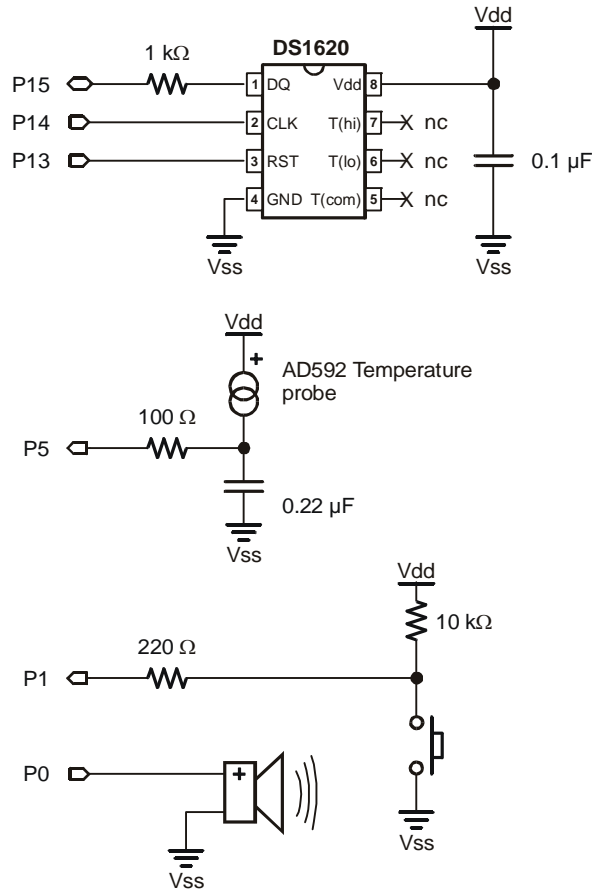 Vdd
1 kΩ
DS1620
P15
1 DQ Vdd 8
P14
2 CLK T(hi) 7 X nc
P13
3 RST T(lo) 6 X nc
0.1 µF
4 GND T(com) 5 X nc
Vss
Vss
Vdd
+
AD592 Temperature
probe
100 Ω
P5
0.22 µF
Vss
Vdd
10 kΩ
220 Ω
P1
P0
+
Vss
Vss